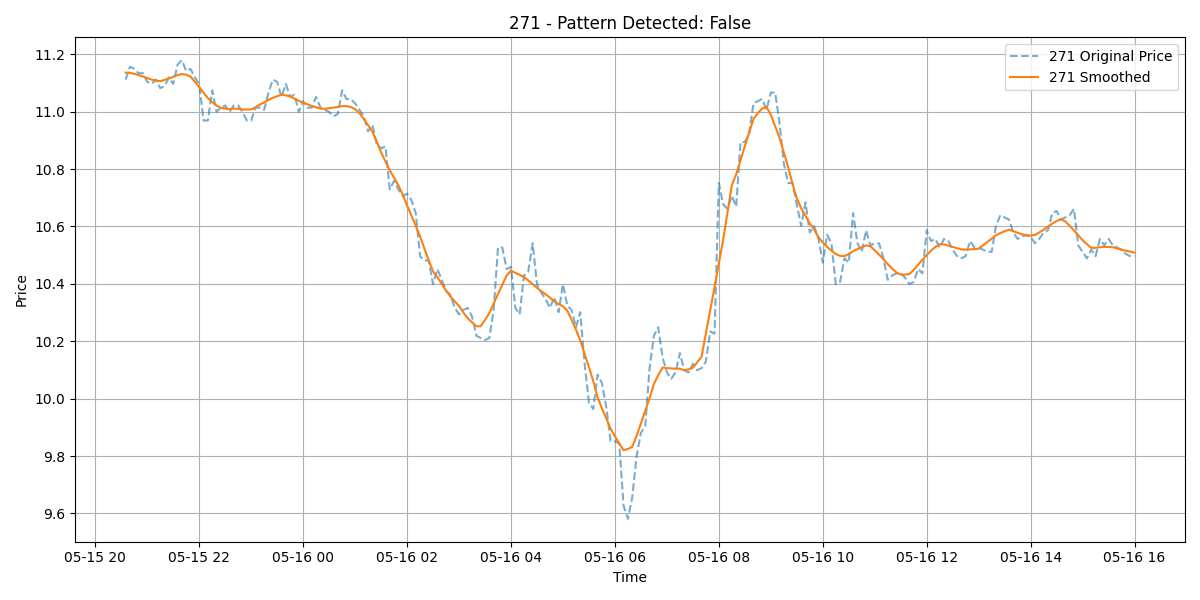 271 - Pattern Detected: False
271 Original Price
271 Smoothed
Price
11.2
11.0
10.8
10.6
10.4
10.2
10.0
9.8
9.6
05-15 20 05-15 22 05-16 00 05-16 02 05-16 04 05-16 06 05-16 08 05-16 10 05-16 12 05-16 14 05-16 16
Time